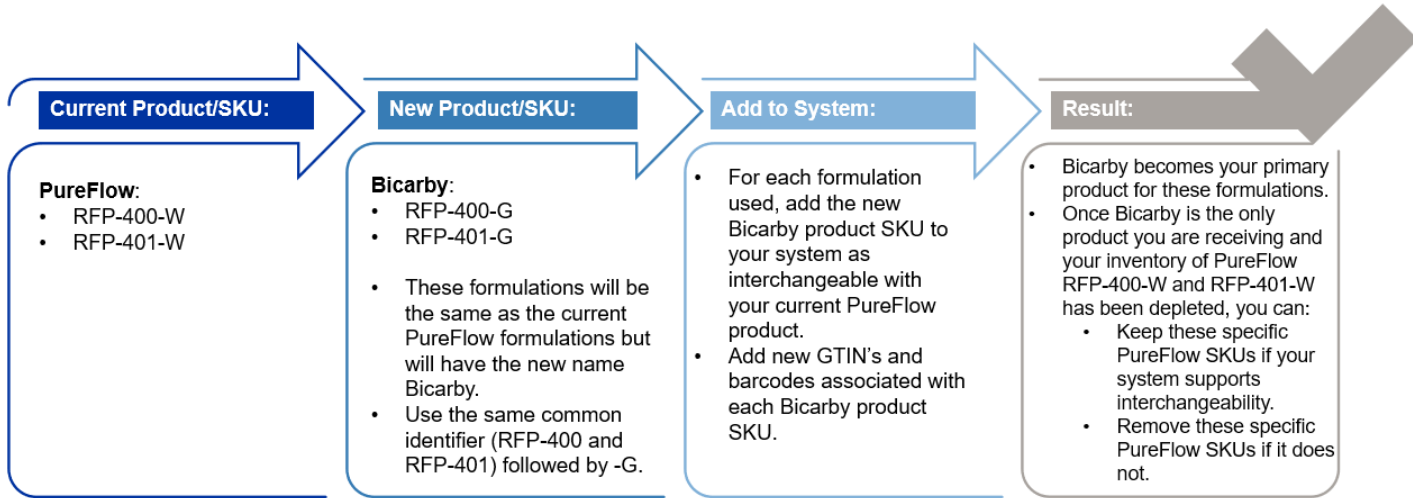 Current Product/SKU:
PureFlow:
• RFP-400-W
• RFP-401-W
New Product/SKU:
Bicarby:
• RFP-400-G
• RFP-401-G
• These formulations will be
the same as the current
PureFlow formulations but
will have the new name
Bicarby.
• Use the same common
identifier (RFP-400 and
RFP-401) followed by -G.
Add to System:
• For each formulation
used, add the new
Bicarby product SKU to
your system as
interchangeable with
your current PureFlow
product.
• Add new GTIN’s and
barcodes associated with
each Bicarby product
SKU.
Result:
• Bicarby becomes your primary
product for these formulations.
• Once Bicarby is the only
product you are receiving and
your inventory of PureFlow
RFP-400-W and RFP-401-W
has been depleted, you can:
• Keep these specific
PureFlow SKUs if your
system supports
interchangeability.
• Remove these specific
PureFlow SKUs if it does
not.